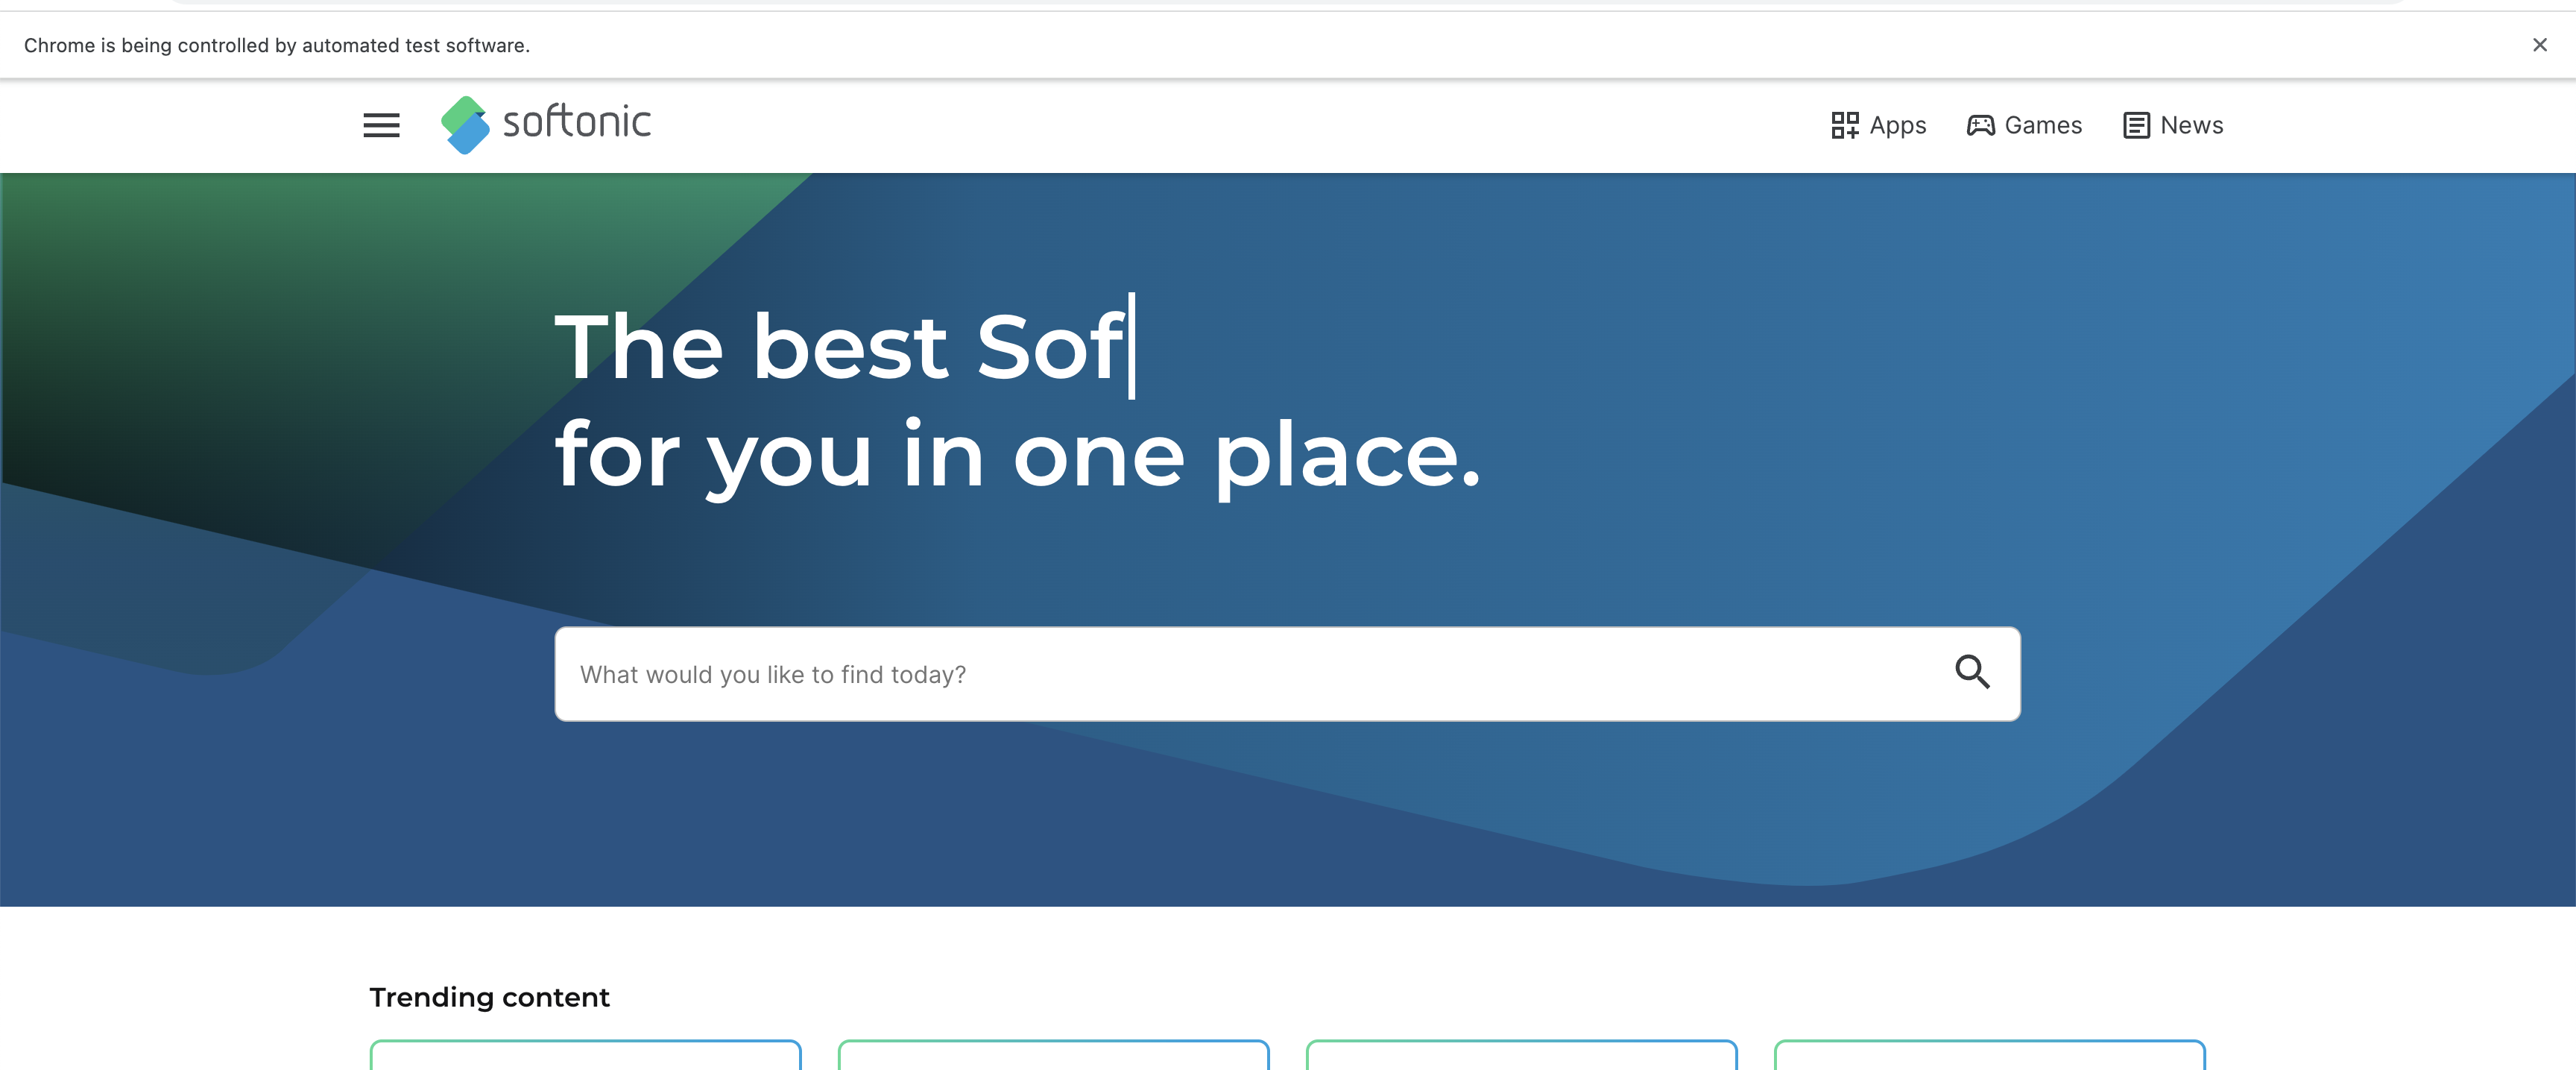 Chrome is being controlled by automated test software.
softonic
Apps
Games
News
The best Sof
for you in one place.
What would you like to find today?
Trending content